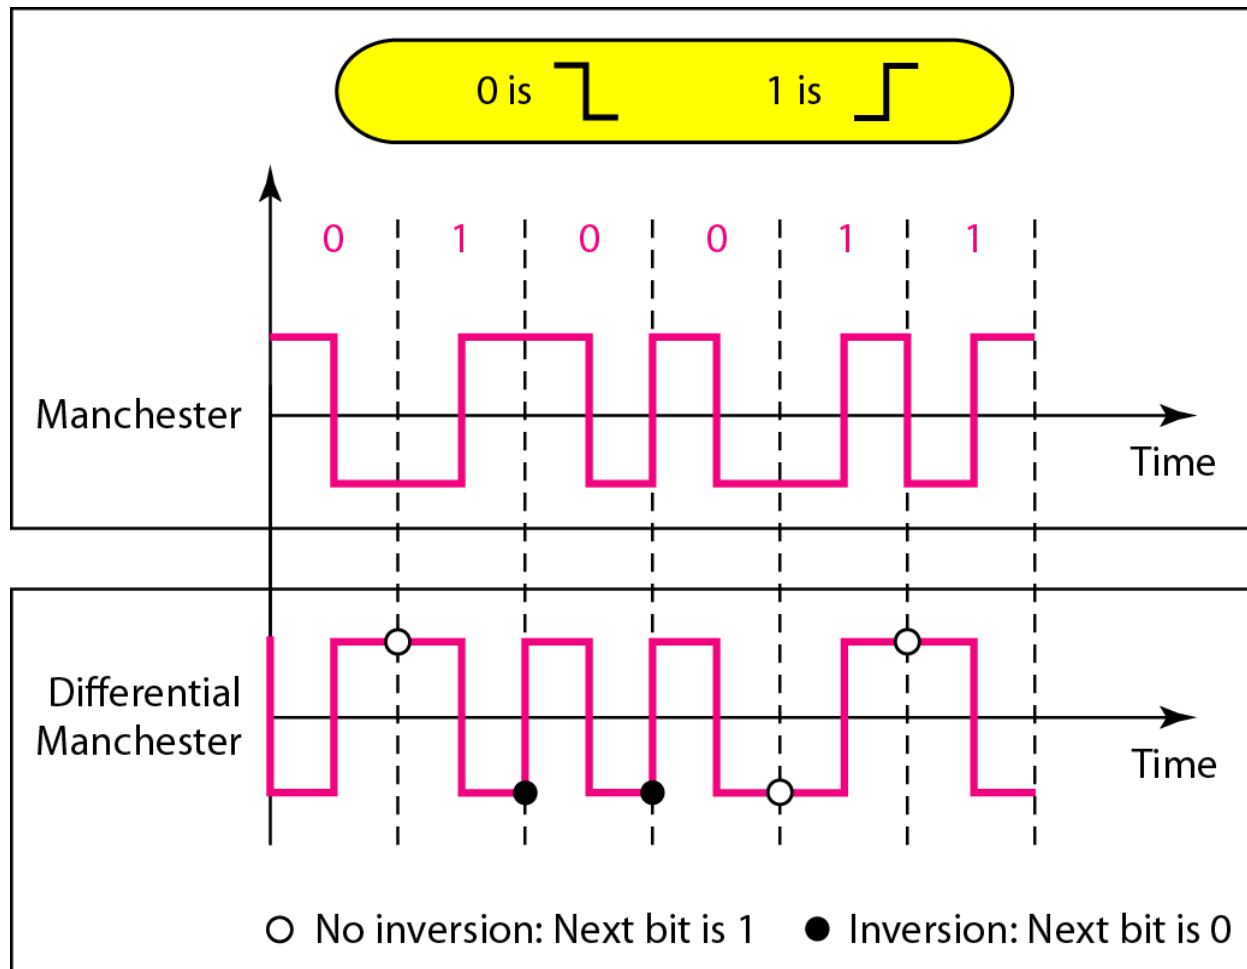 0 is 1 is
0 1 0 0 1 1
Manchester
Time
Differential
Manchester
Time
No inversion: Next bit is 1 Inversion: Next bit is 0